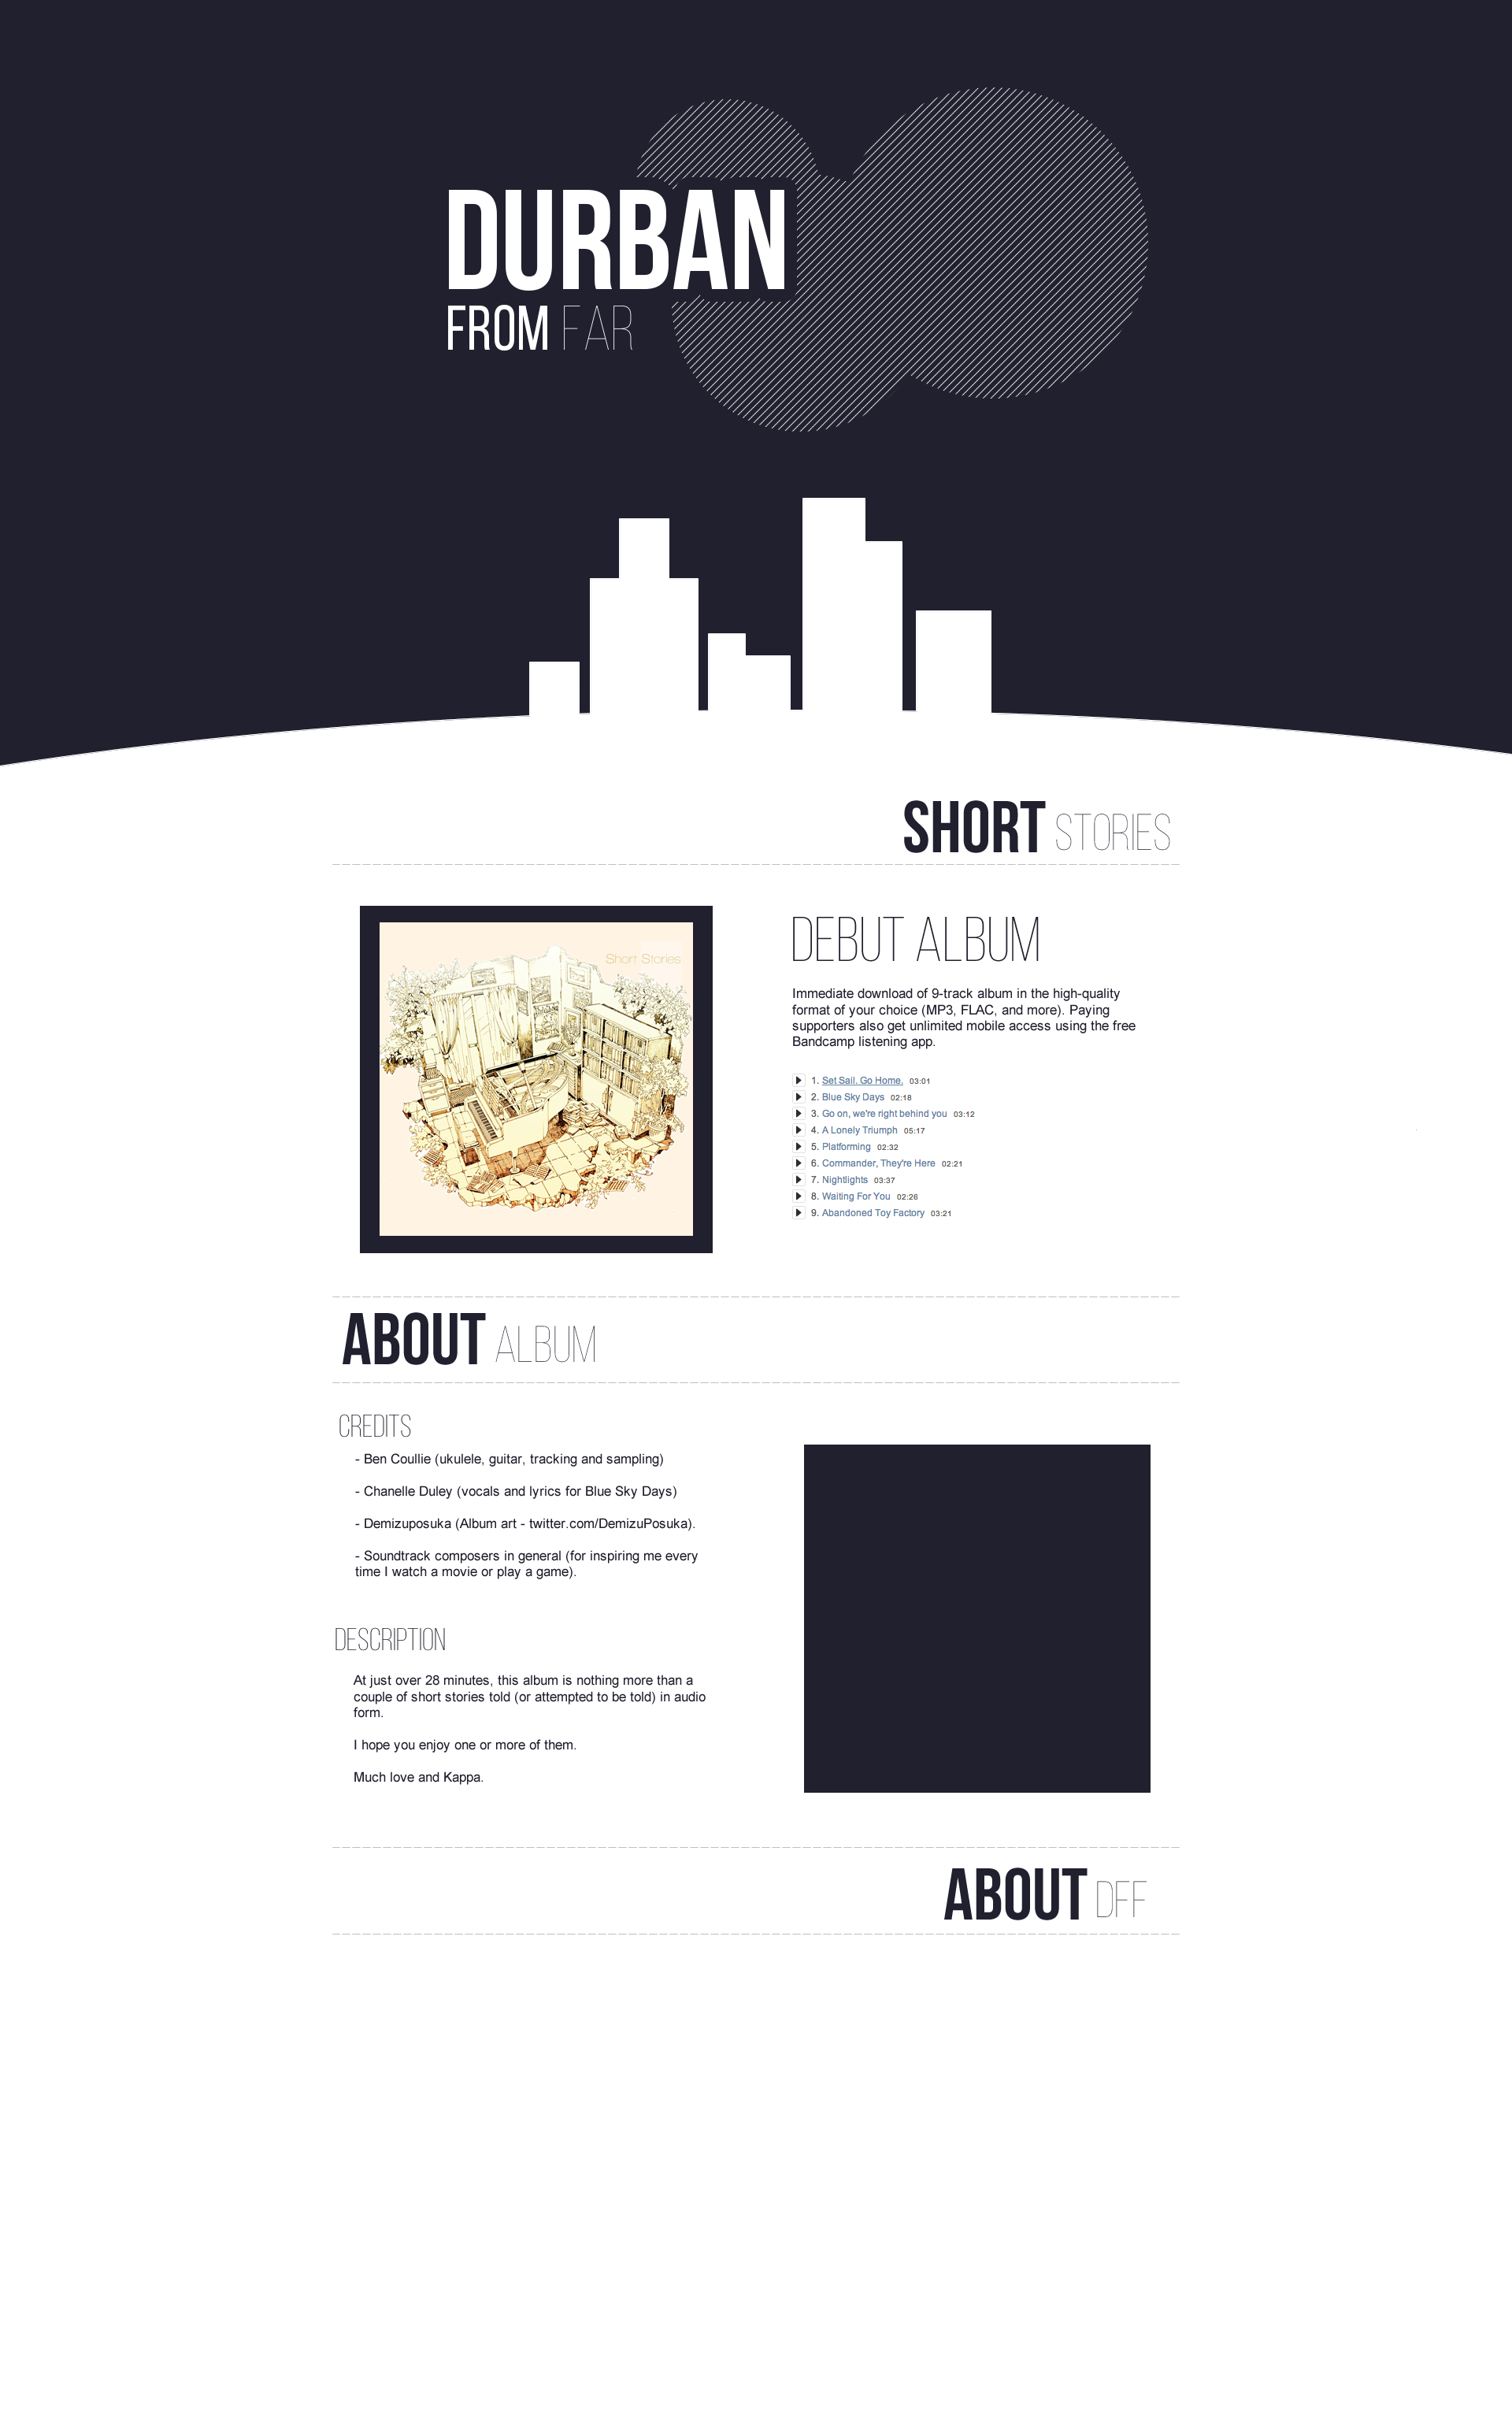 DURBAN
FROM FAR
SHORT STORIES
Short Stories
DEBUT ALBUM
Immediate download of 9-track album in the high-quality
format of your choice (MP3, FLAC, and more). Paying
supporters also get unlimited mobile access using the free
Bandcamp listening app.
1. Set Sail. Go Home. 03:01
2. Blue Sky Days 02:18
3. Go on, we're right behind you 03:12
4. A Lonely Triumph 05:17
5. Platforming 02:32
6. Commander, They're Here 02:21
7. Nightlights 03:37
8. Waiting For You 02:26
9. Abandoned Toy Factory 03:21
ABOUT ALBUM
CREDITS
- Ben Coullie (ukulele, guitar, tracking and sampling)
- Chanelle Duley (vocals and lyrics for Blue Sky Days)
- Demizuposuka (Album art - twitter.com/DemizuPosuka).
- Soundtrack composers in general (for inspiring me every
time I watch a movie or play a game).
DESCRIPTION
At just over 28 minutes, this album is nothing more than a
couple of short stories told (or attempted to be told) in audio
form.
I hope you enjoy one or more of them.
Much love and Kappa.
ABOUT DFF